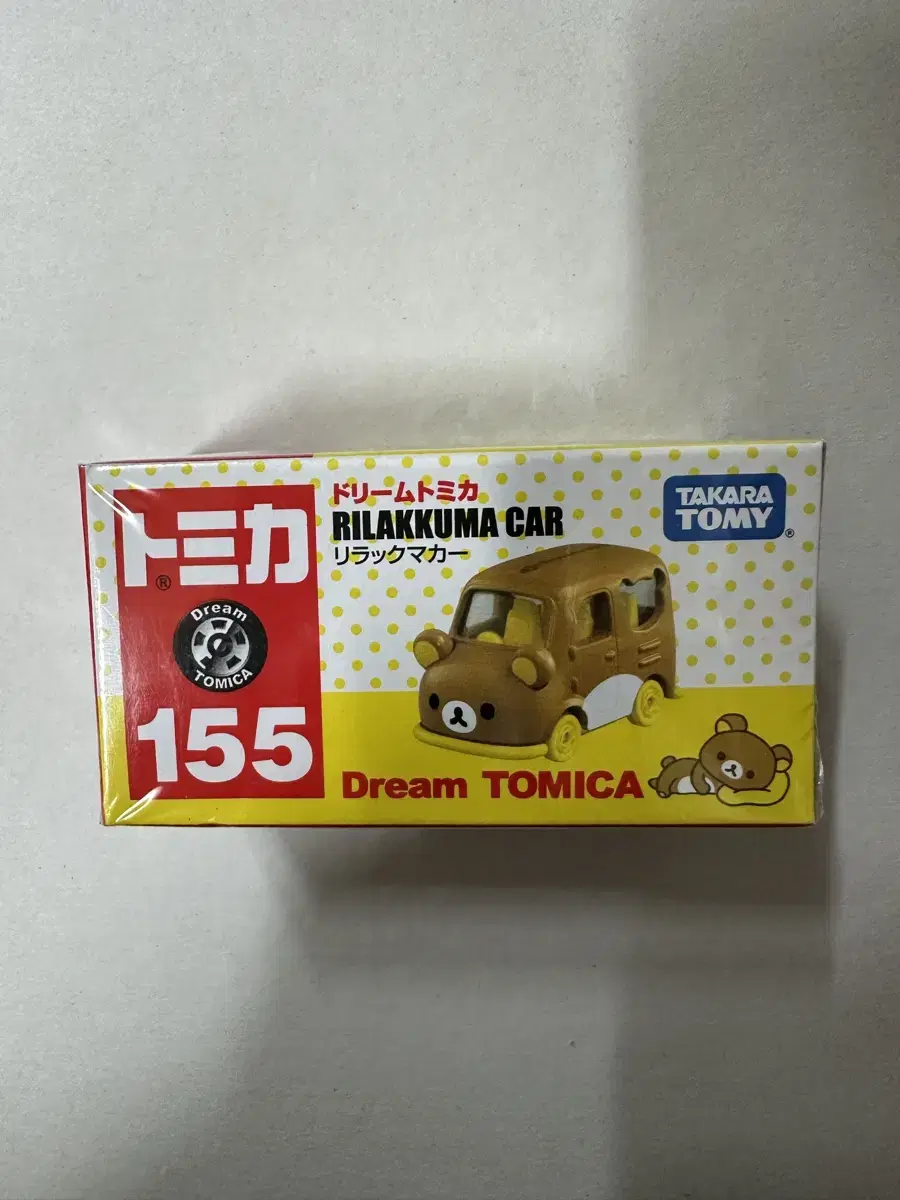 トミカ
®
Dream
TOMICA
155
ドリームトミカ
RILAKKUMA CAR
リラックマカー
TAKARA
TOMY®
Dream TOMICA